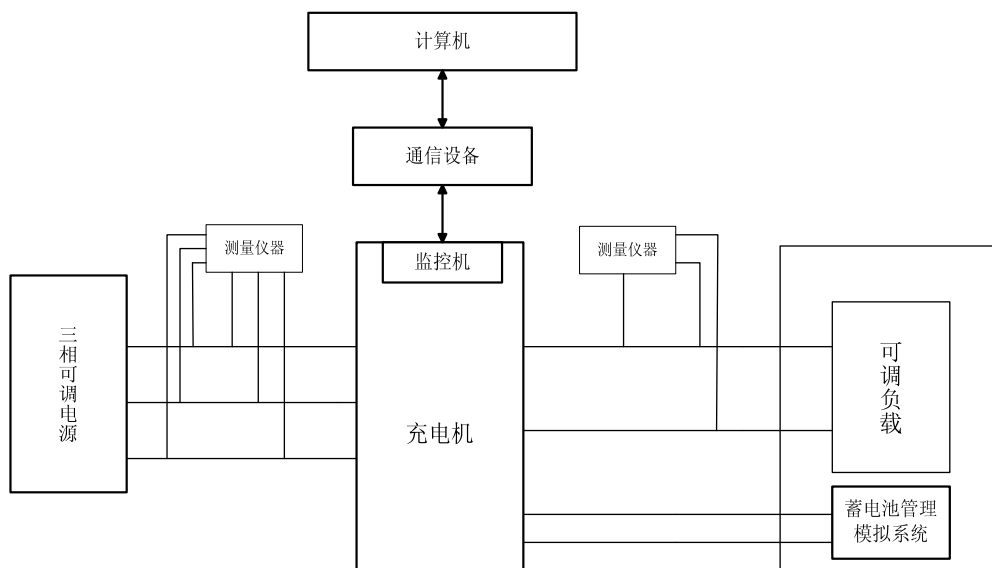 计算机
通信设备
测量仪器
测量仪器
监控机
三相可调电源
可调负载
充电机
蓄电池管理
模拟系统